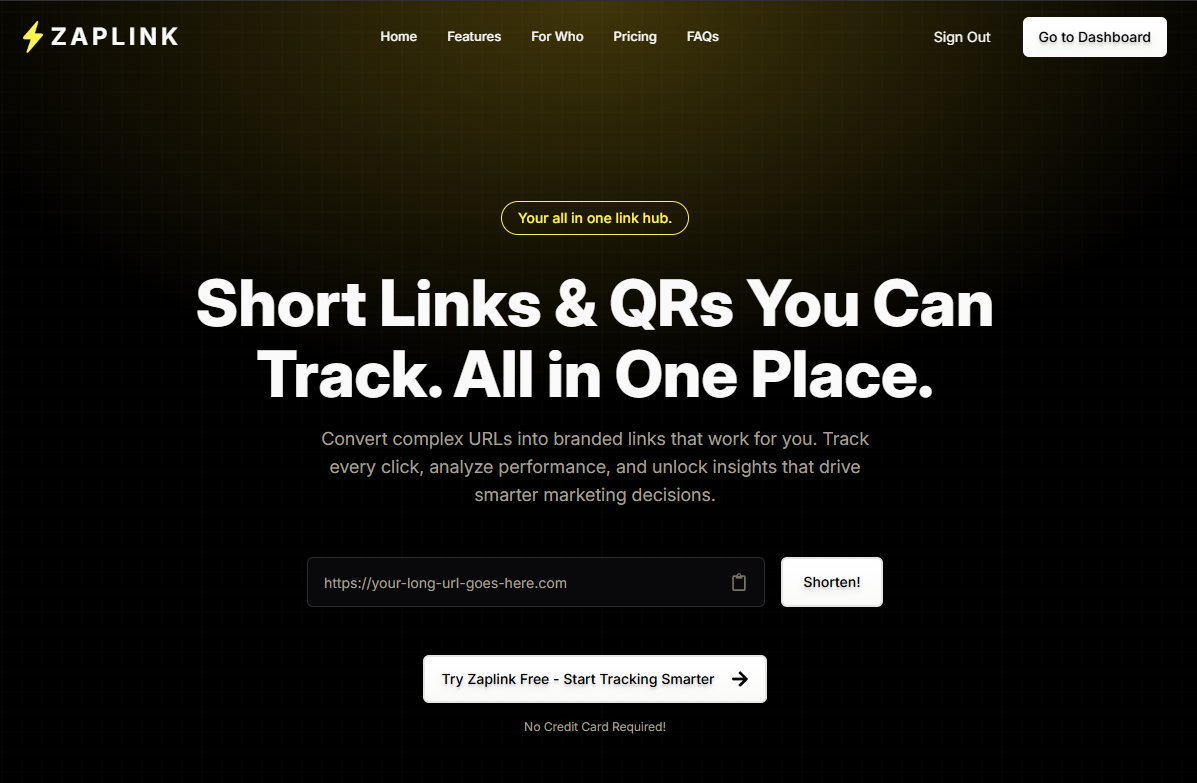 ZAPLINK
Home
Features
For Who
Pricing
FAQs
Sign Out
Go to Dashboard
Your all in one link hub.
Short Links & QRs You Can
Track. All in One Place.
Convert complex URLs into branded links that work for you. Track
every click, analyze performance, and unlock insights that drive
smarter marketing decisions.
https://your-long-url-goes-here.com
Shorten!
Try Zaplink Free - Start Tracking Smarter
No Credit Card Required!